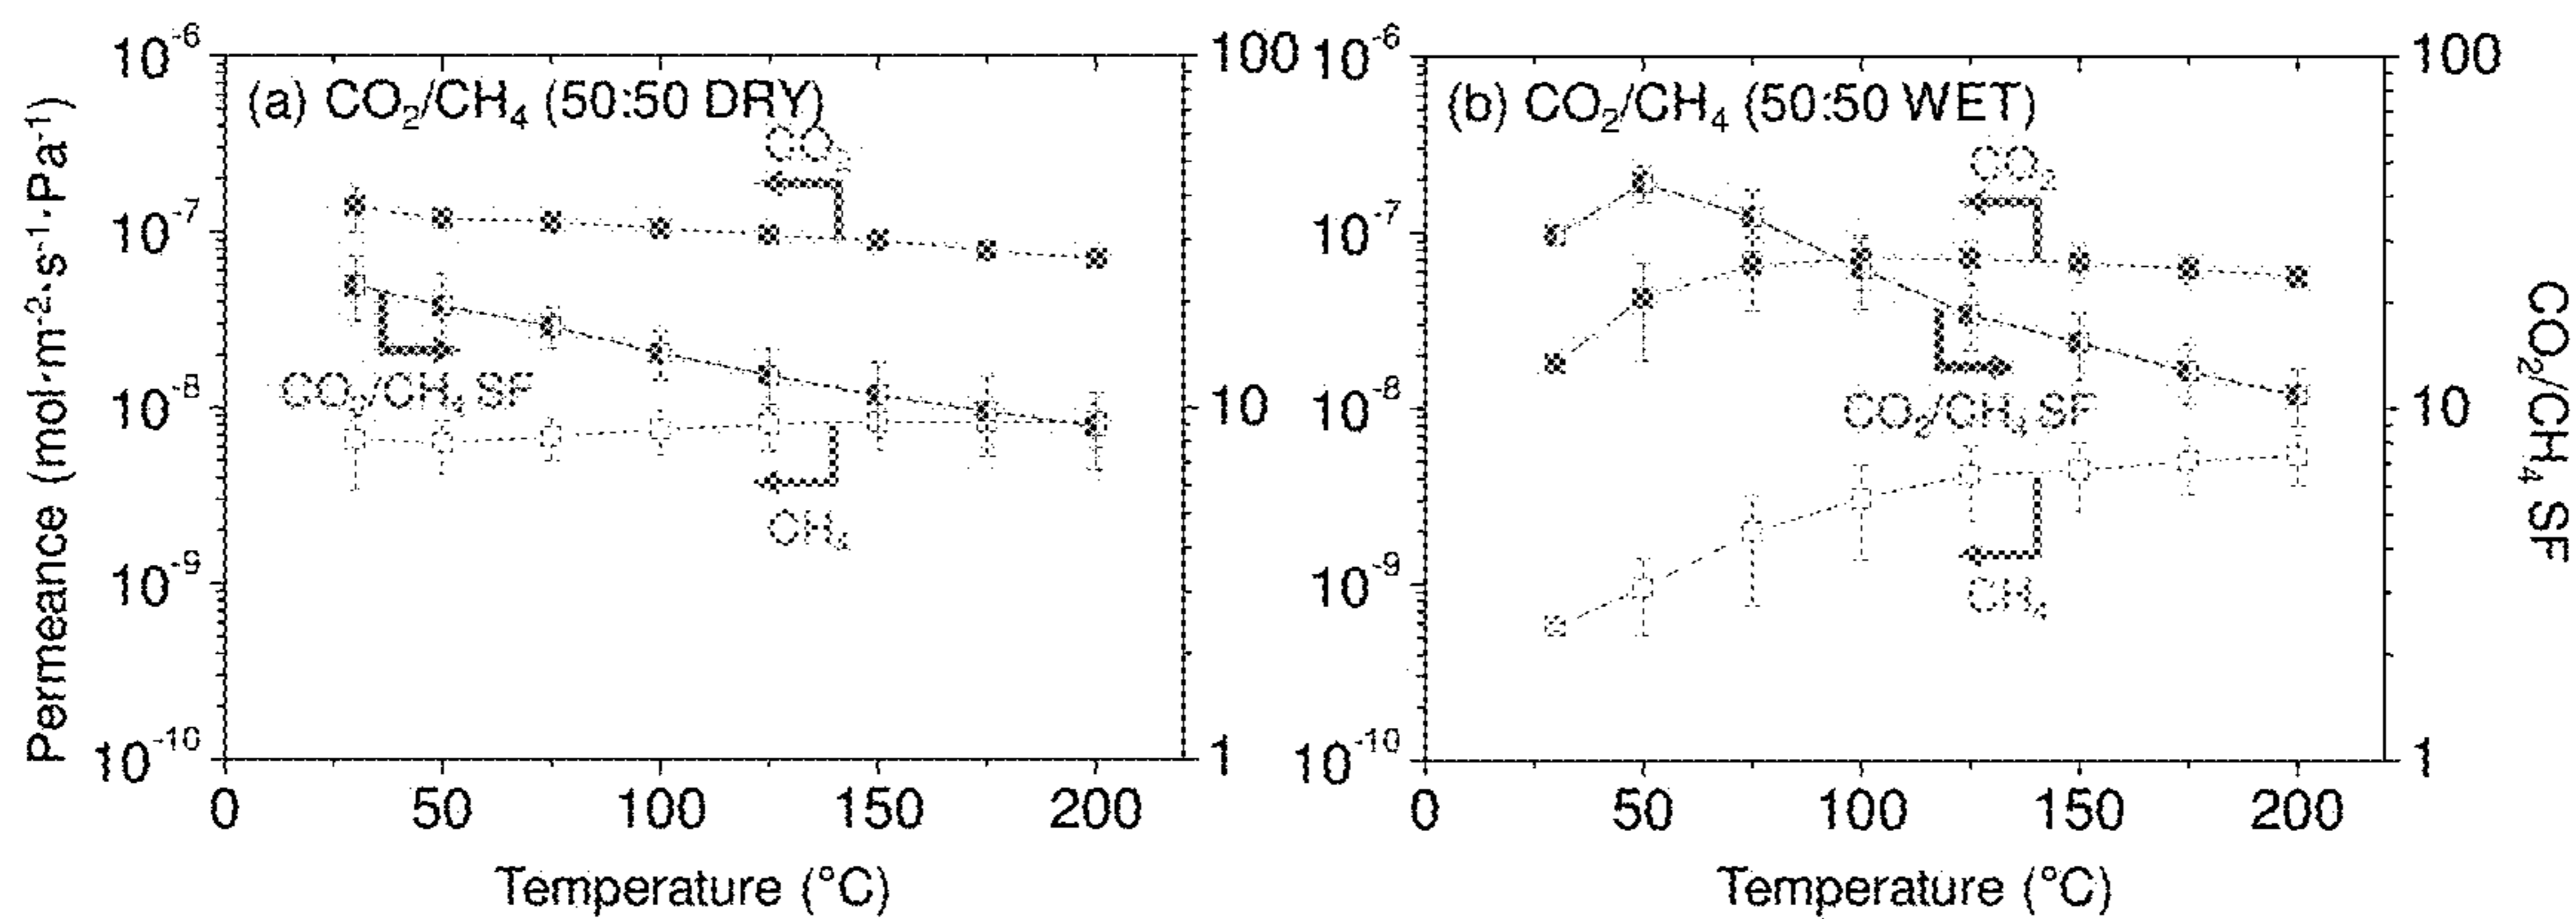 (a) CO₂/CH₄ (50:50 DRY)
Permeance (mol·m⁻²·s⁻¹·Pa⁻¹)
10⁻⁶
10⁻⁷
10⁻⁸
10⁻⁹
10⁻¹⁰
100
10
1
CO₂
CO₂/CH₄ SF
CH₄
0 50 100 150 200
Temperature (°C)
(b) CO₂/CH₄ (50:50 WET)
10⁻⁶
10⁻⁷
10⁻⁸
10⁻⁹
10⁻¹⁰
100
10
1
CO₂
CO₂/CH₄ SF
CH₄
0 50 100 150 200
Temperature (°C)
CO₂/CH₄ SF